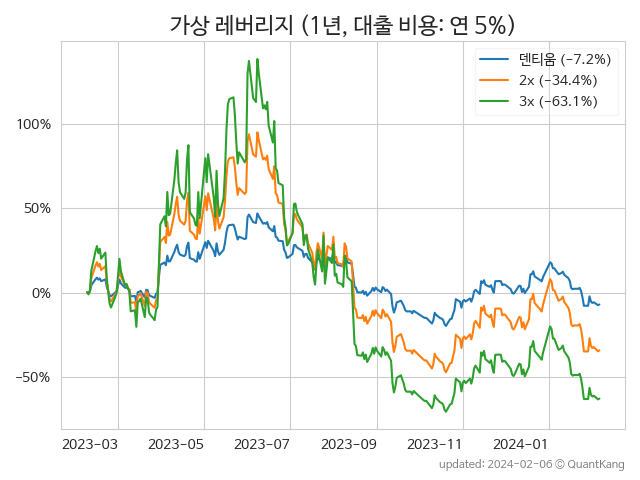 가상 레버리지 (1년, 대출 비용: 연 5%)
덴티움 (−7.2%)
2x (−34.4%)
3x (−63.1%)
100%
50%
0%
−50%
2023-03 2023-05 2023-07 2023-09 2023-11 2024-01
updated: 2024-02-06 © QuantKang